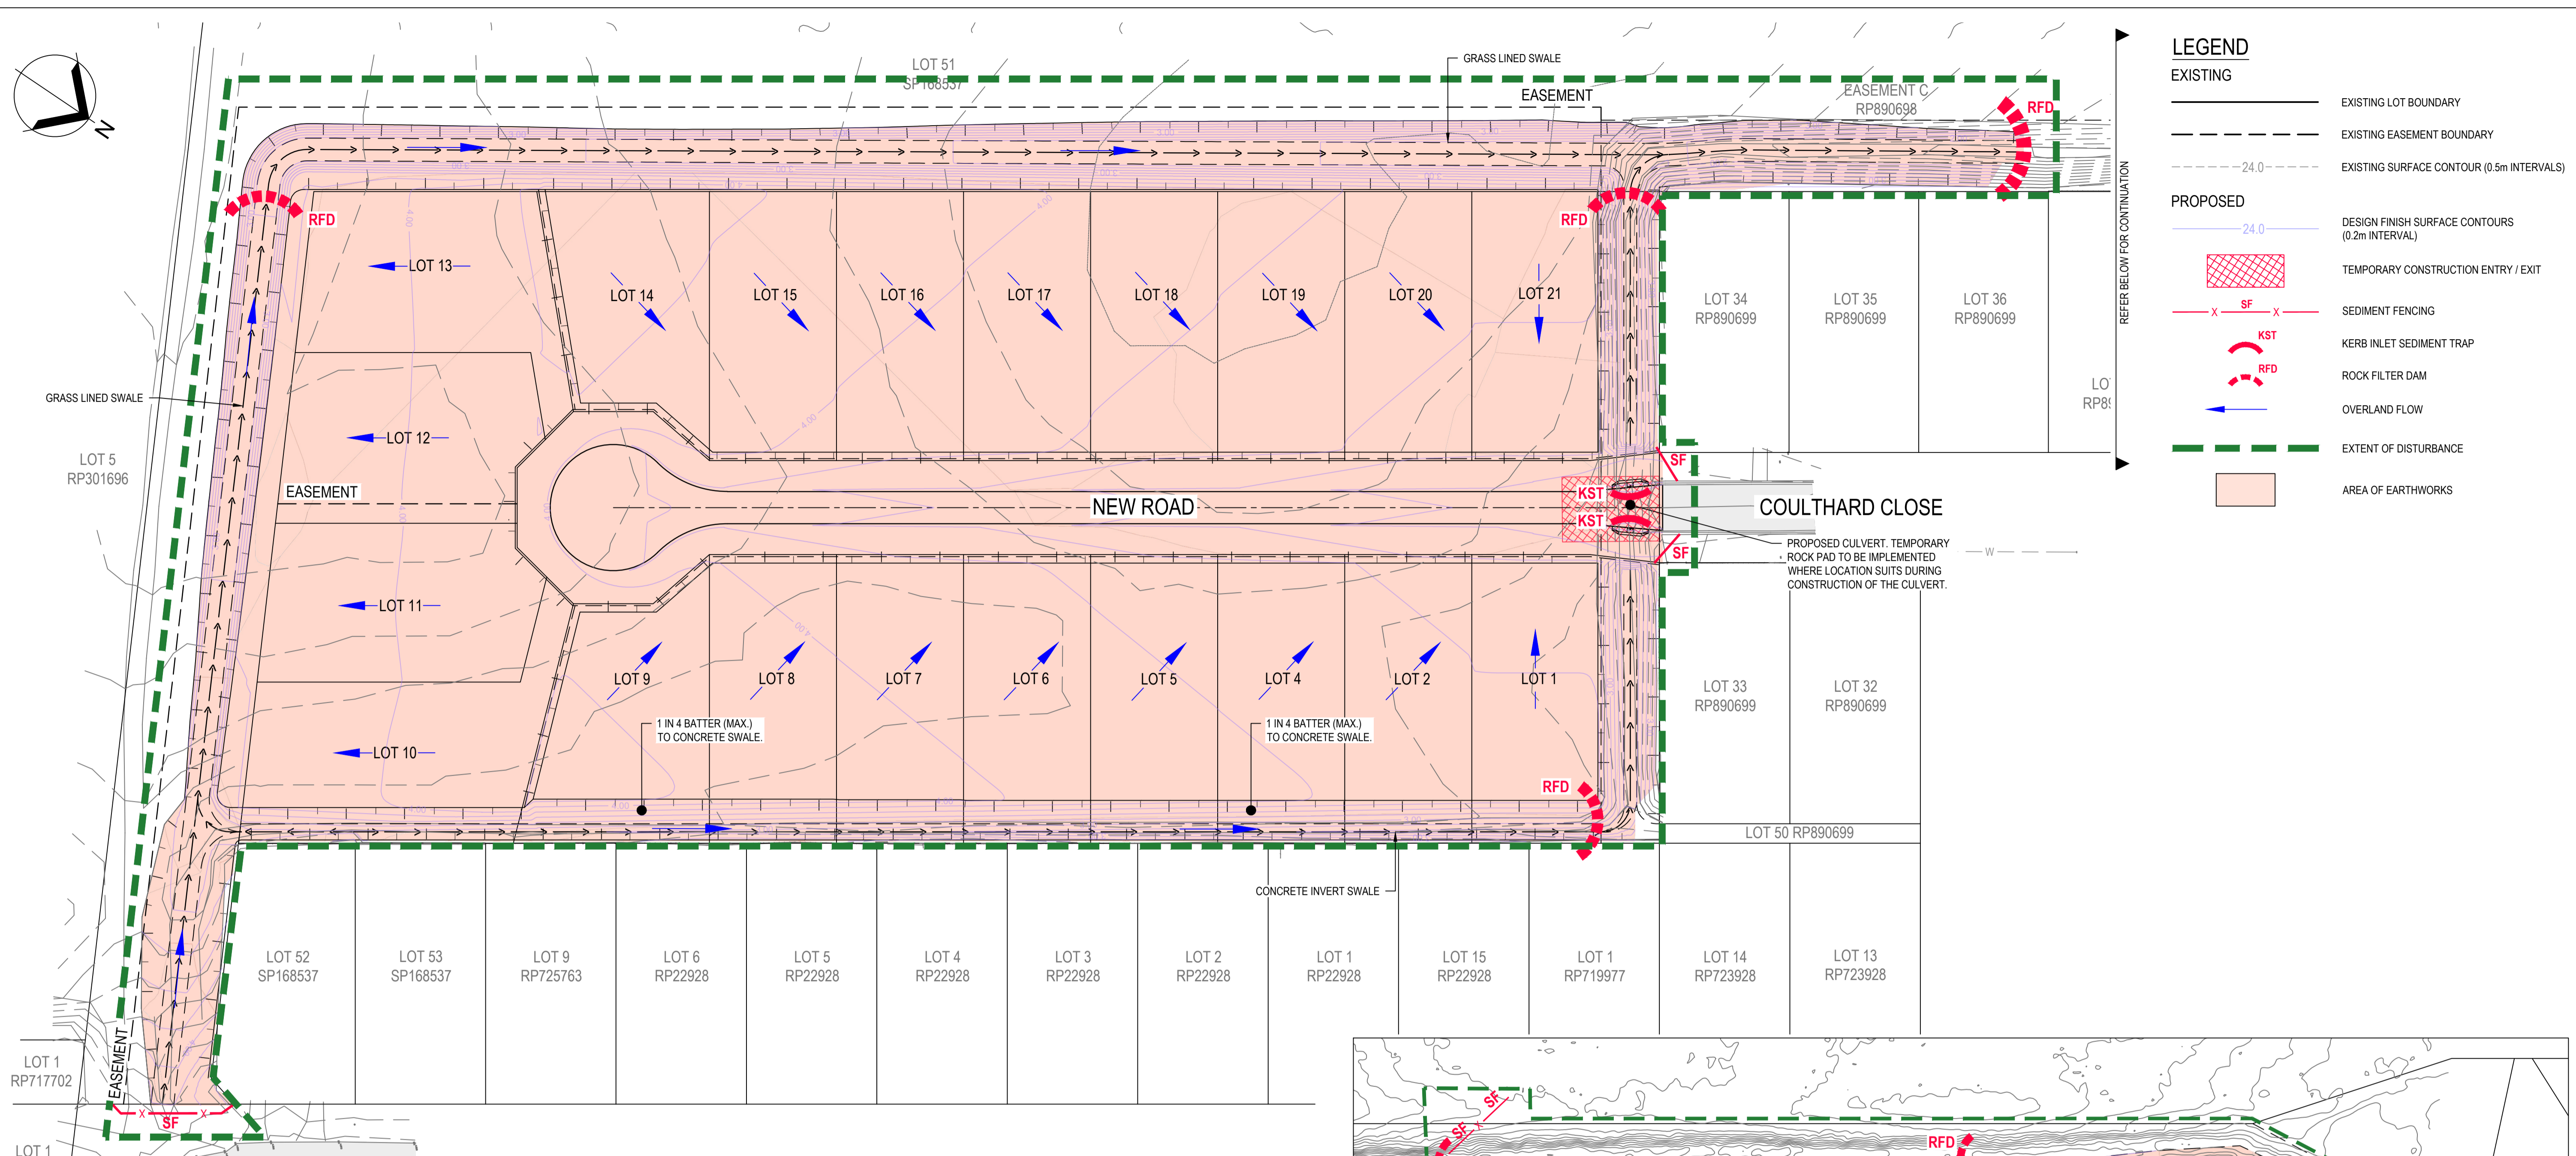 LEGEND
EXISTING
EXISTING LOT BOUNDARY
EXISTING EASEMENT BOUNDARY
24.0
EXISTING SURFACE CONTOUR (0.5m INTERVALS)
PROPOSED
24.0
DESIGN FINISH SURFACE CONTOURS
(0.2m INTERVAL)
TEMPORARY CONSTRUCTION ENTRY / EXIT
SF
X X
SEDIMENT FENCING
KST
KERB INLET SEDIMENT TRAP
RFD
ROCK FILTER DAM
OVERLAND FLOW
EXTENT OF DISTURBANCE
AREA OF EARTHWORKS
REFER BELOW FOR CONTINUATION
N
LOT 51
SP168537
GRASS LINED SWALE
EASEMENT
EASEMENT C
RP890698
RFD
RFD
RFD
LOT 13
LOT 14
LOT 15
LOT 16
LOT 17
LOT 18
LOT 19
LOT 20
LOT 21
LOT 34
RP890699
LOT 35
RP890699
LOT 36
RP890699
GRASS LINED SWALE
LOT 12
LOT 5
RP301696
EASEMENT
NEW ROAD
SF
KST
KST
SF
COULTHARD CLOSE
PROPOSED CULVERT. TEMPORARY
ROCK PAD TO BE IMPLEMENTED
WHERE LOCATION SUITS DURING
CONSTRUCTION OF THE CULVERT.
W
LOT 11
LOT 10
LOT 9
LOT 8
LOT 7
LOT 6
LOT 5
LOT 4
LOT 2
LOT 1
LOT 33
RP890699
LOT 32
RP890699
1 IN 4 BATTER (MAX.)
TO CONCRETE SWALE.
1 IN 4 BATTER (MAX.)
TO CONCRETE SWALE.
RFD
LOT 50 RP890699
CONCRETE INVERT SWALE
LOT 52
SP168537
LOT 53
SP168537
LOT 9
RP725763
LOT 6
RP22928
LOT 5
RP22928
LOT 4
RP22928
LOT 3
RP22928
LOT 2
RP22928
LOT 1
RP22928
LOT 15
RP22928
LOT 1
RP719977
LOT 14
RP723928
LOT 13
RP723928
LOT 1
RP717702
EASEMENT
X X
SF
LOT 1
SF
SF
X
RFD